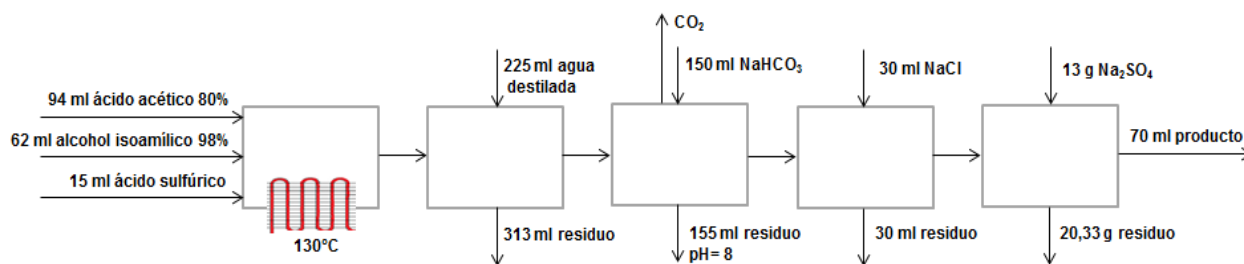 94 ml ácido acético 80%
62 ml alcohol isoamílico 98%
15 ml ácido sulfúrico
130°C
225 ml agua
destilada
313 ml residuo
CO₂
150 ml NaHCO₃
155 ml residuo
pH= 8
30 ml NaCl
30 ml residuo
13 g Na₂SO₄
70 ml producto
20,33 g residuo